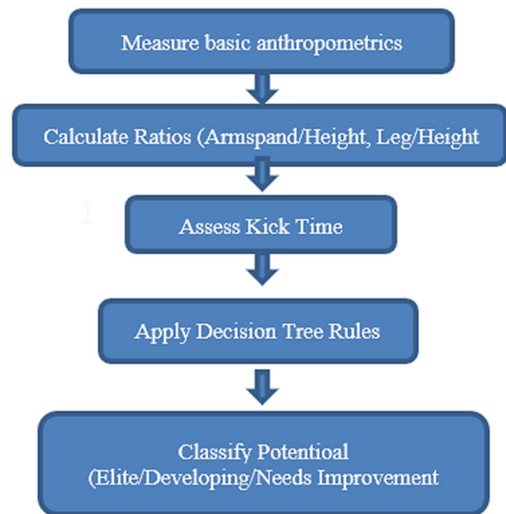 Measure basic anthropometrics
Calculate Ratios (Armspand/Height, Leg/Height
Assess Kick Time
Apply Decision Tree Rules
Classify Potentioal
(Elite/Developing/Needs Improvement